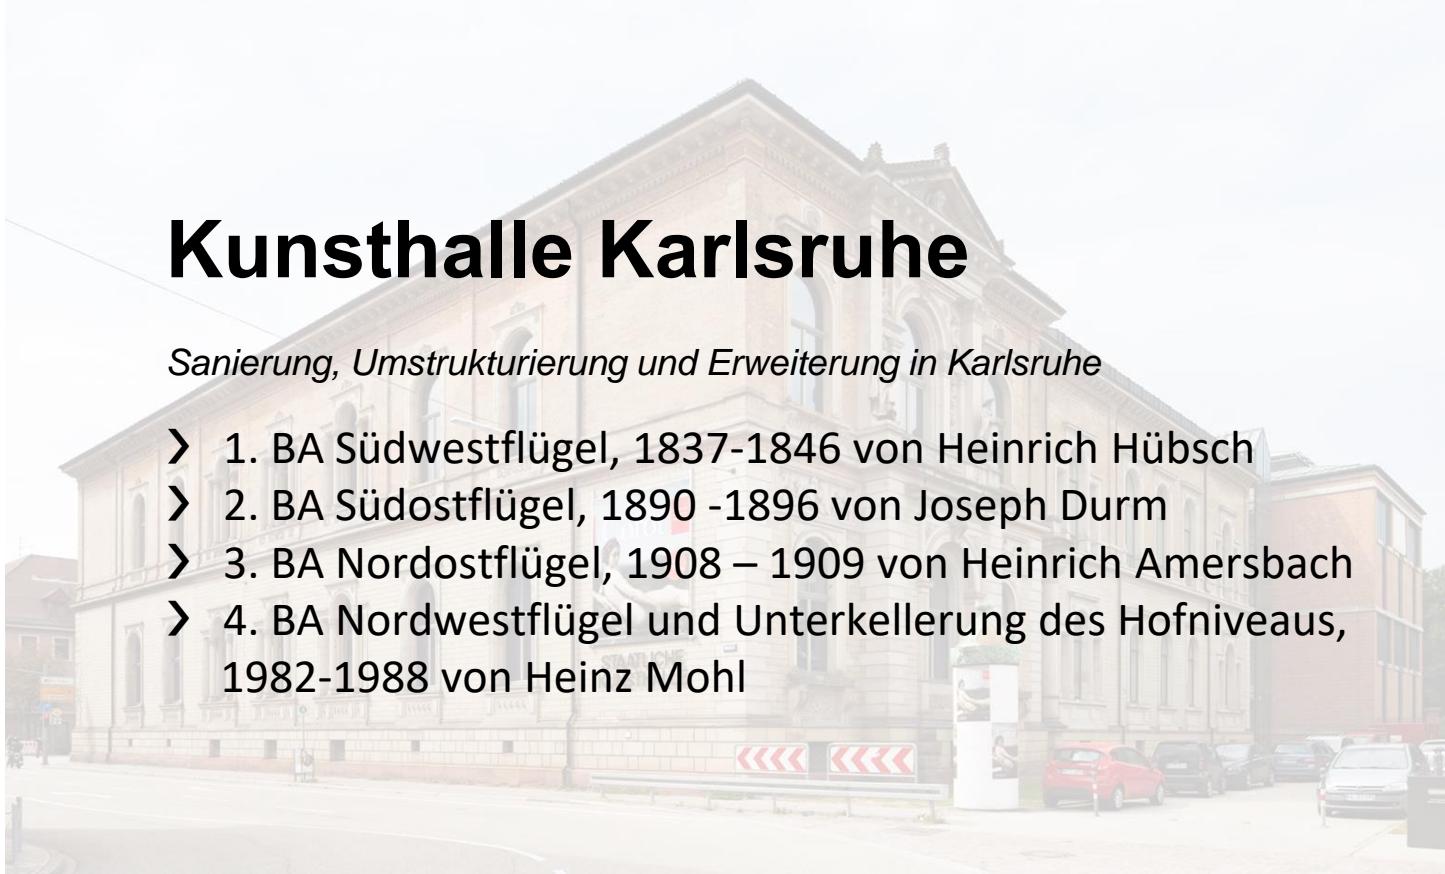 Kunsthalle Karlsruhe
Sanierung, Umstrukturierung und Erweiterung in Karlsruhe
❯ 1. BA Südwestflügel, 1837-1846 von Heinrich Hübsch
❯ 2. BA Südostflügel, 1890 -1896 von Joseph Durm
❯ 3. BA Nordostflügel, 1908 – 1909 von Heinrich Amersbach
❯ 4. BA Nordwestflügel und Unterkellerung des Hofniveaus,
1982-1988 von Heinz Mohl
STAATLICHE